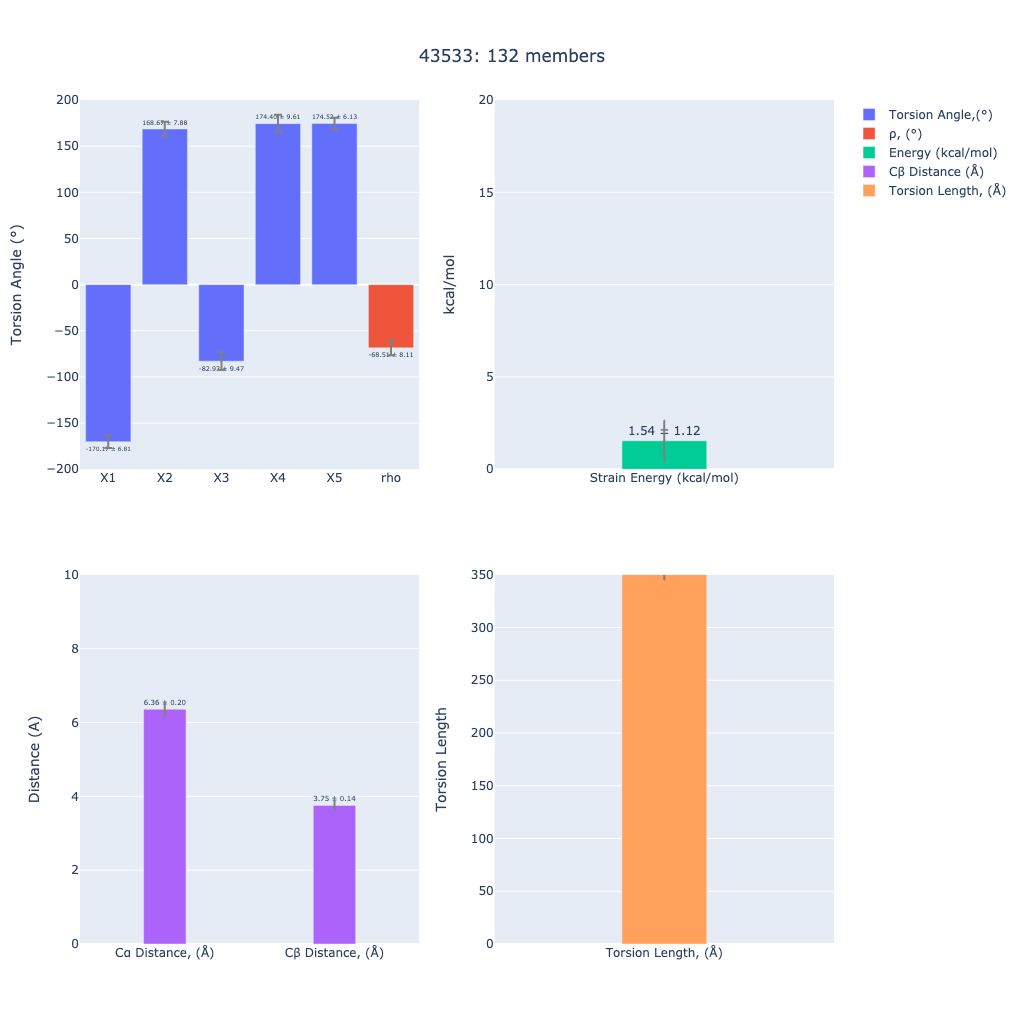 43533: 132 members
Torsion Angle (°)
200
150
100
50
0
−50
−100
−150
−200
168.69 ± 7.88
174.40 ± 9.61
174.52 ± 6.13
-170.17 ± 6.81
-82.93 ± 9.47
-68.51 ± 8.11
X1 X2 X3 X4 X5 rho
kcal/mol
20
15
10
5
0
1.54 ± 1.12
Strain Energy (kcal/mol)
Torsion Angle,(°)
ρ, (°)
Energy (kcal/mol)
Cβ Distance (Å)
Torsion Length, (Å)
Distance (A)
10
8
6
4
2
0
6.36 ± 0.20
3.75 ± 0.14
Cα Distance, (Å) Cβ Distance, (Å)
Torsion Length
350
300
250
200
150
100
50
0
Torsion Length, (Å)